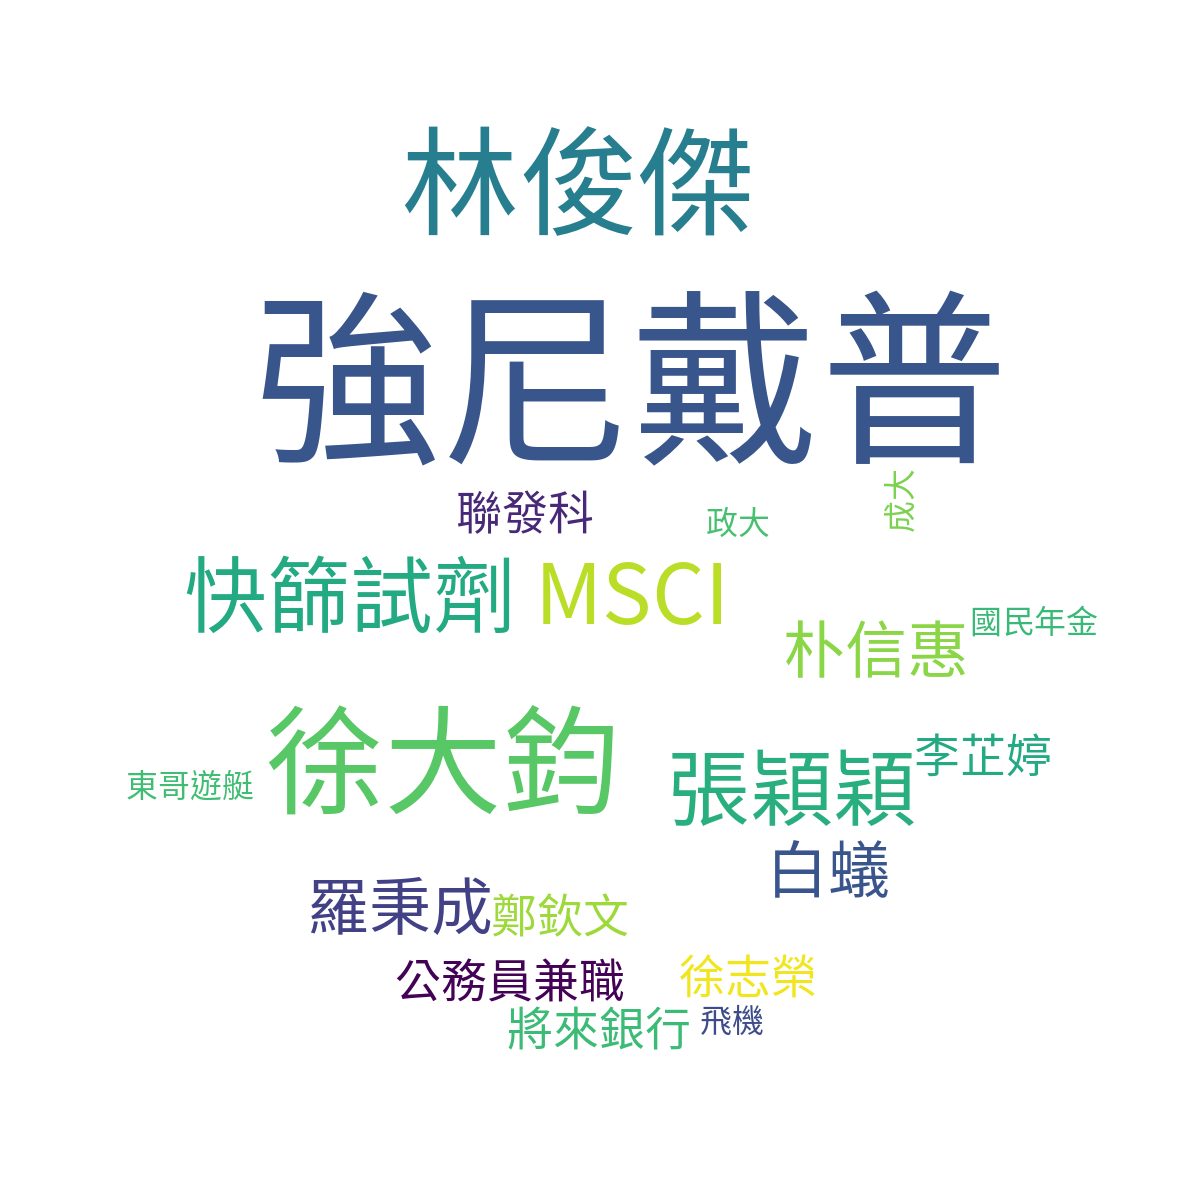 林俊傑
強尼戴普
聯發科
政大
成大
快篩試劑
MSCI
朴信惠
國民年金
徐大鈞
張穎穎
李芷婷
東哥遊艇
白蟻
羅秉成
鄭欽文
公務員兼職
徐志榮
將來銀行
飛機